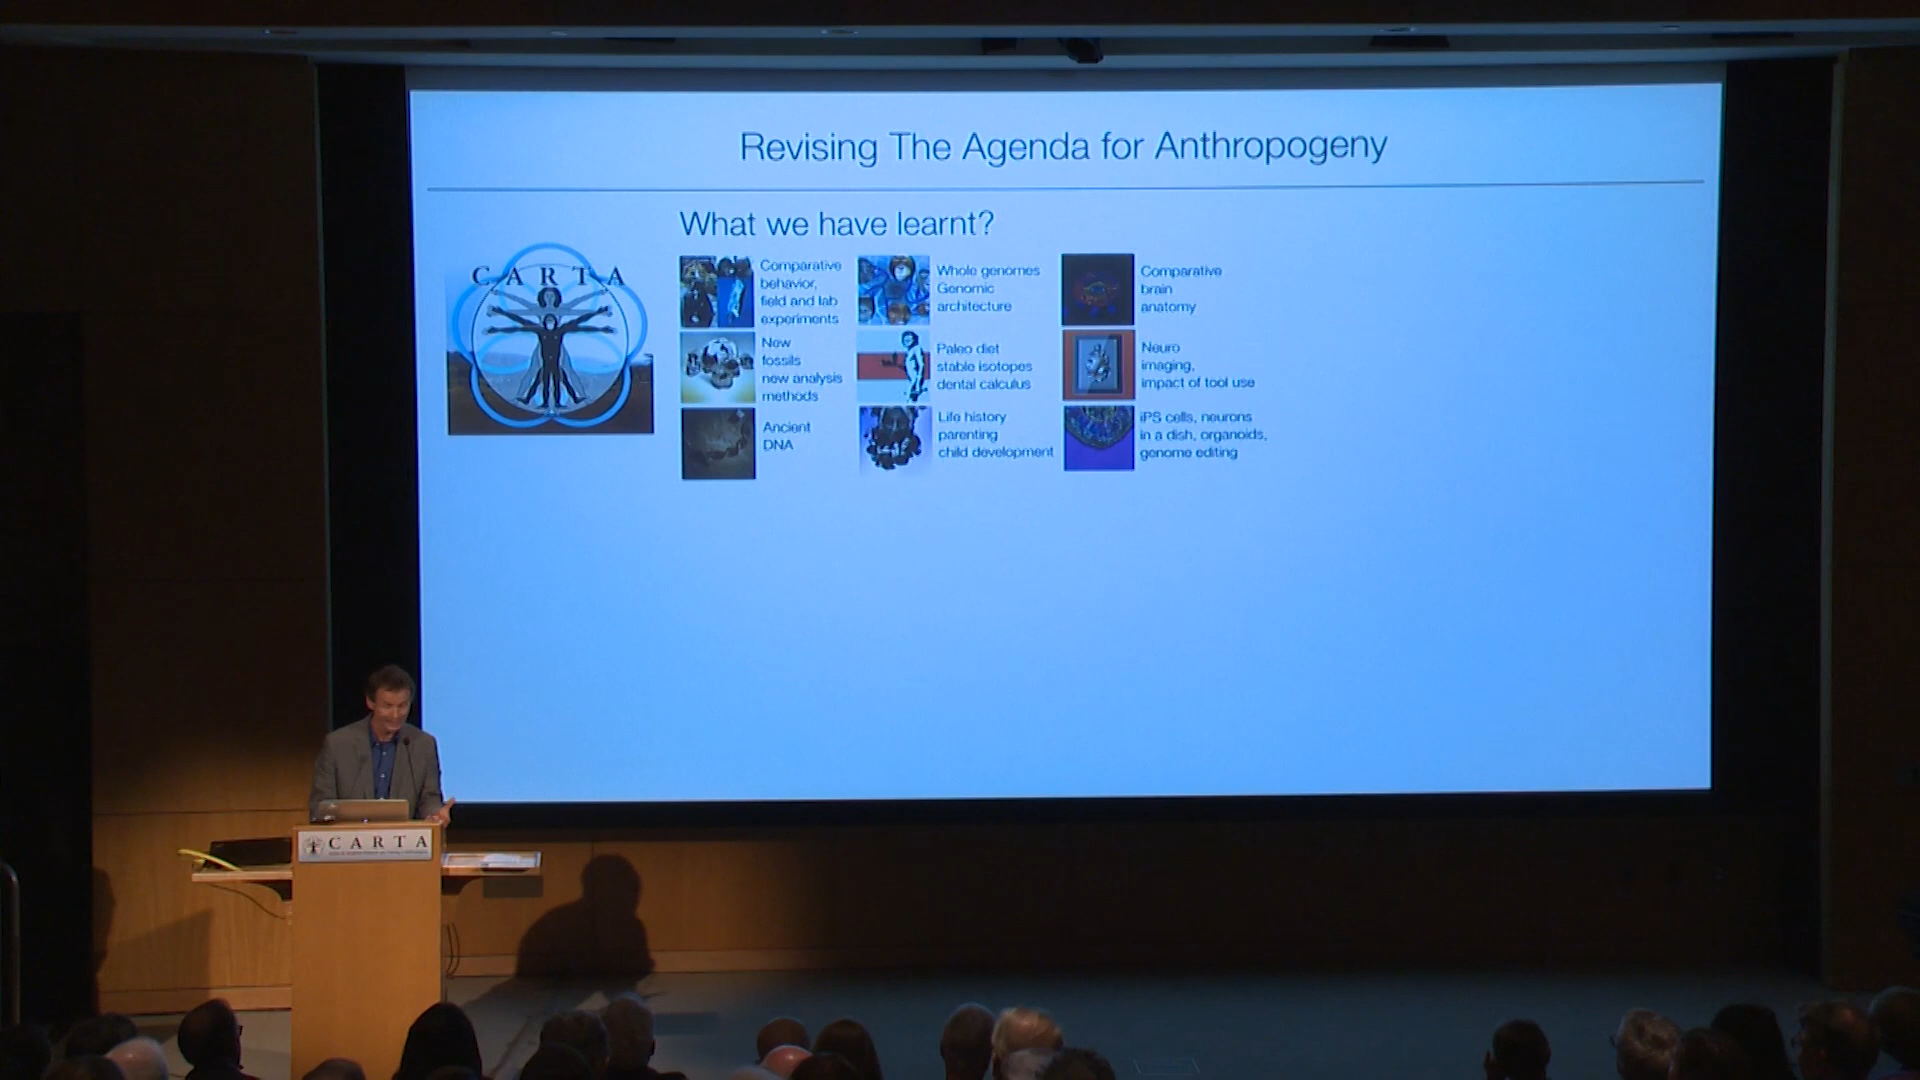 Revising The Agenda for Anthropogeny
What we have learnt?
C A R T A
Comparative
behavior,
field and lab
experiments
New
fossils
new analysis
methods
Ancient
DNA
Whole genomes
Genomic
architecture
Paleo diet
stable isotopes
dental calculus
Life history
parenting
child development
Comparative
brain
anatomy
Neuro
imaging,
impact of tool use
iPS cells, neurons
in a dish, organoids,
genome editing
C A R T A